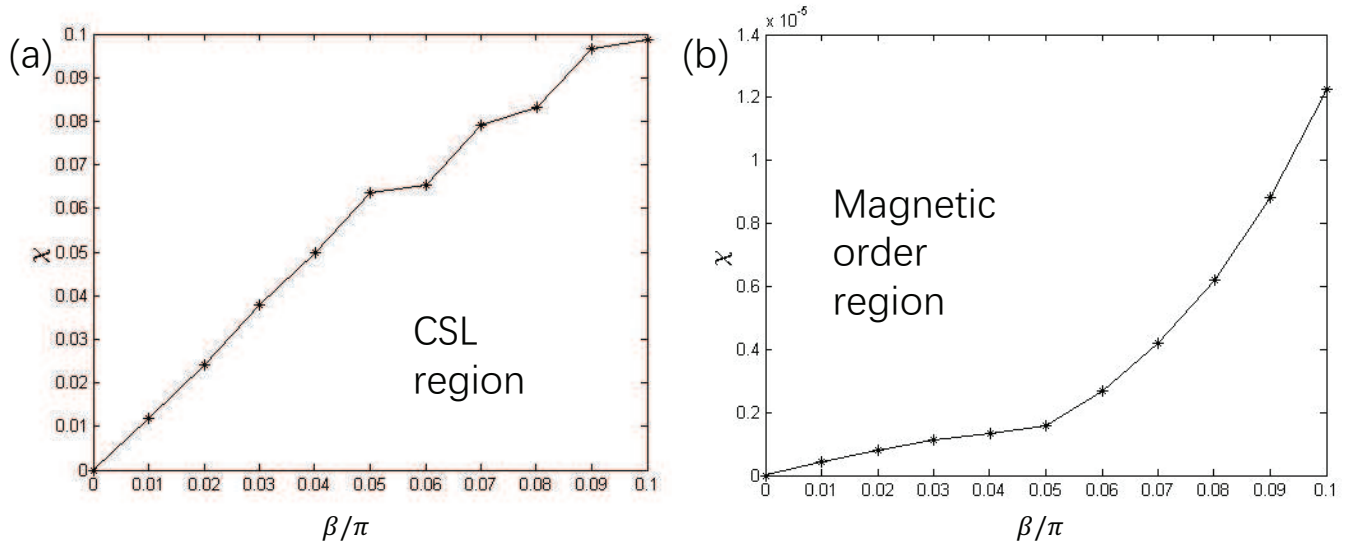 (a)
0.1
0.09
0.08
0.07
0.06
0.05
0.04
0.03
0.02
0.01
0
χ
CSL
region
0 0.01 0.02 0.03 0.04 0.05 0.06 0.07 0.08 0.09 0.1
β/π
(b)
x 10⁻⁵
1.4
1.2
1
0.8
0.6
0.4
0.2
0
χ
Magnetic
order
region
0 0.01 0.02 0.03 0.04 0.05 0.06 0.07 0.08 0.09 0.1
β/π